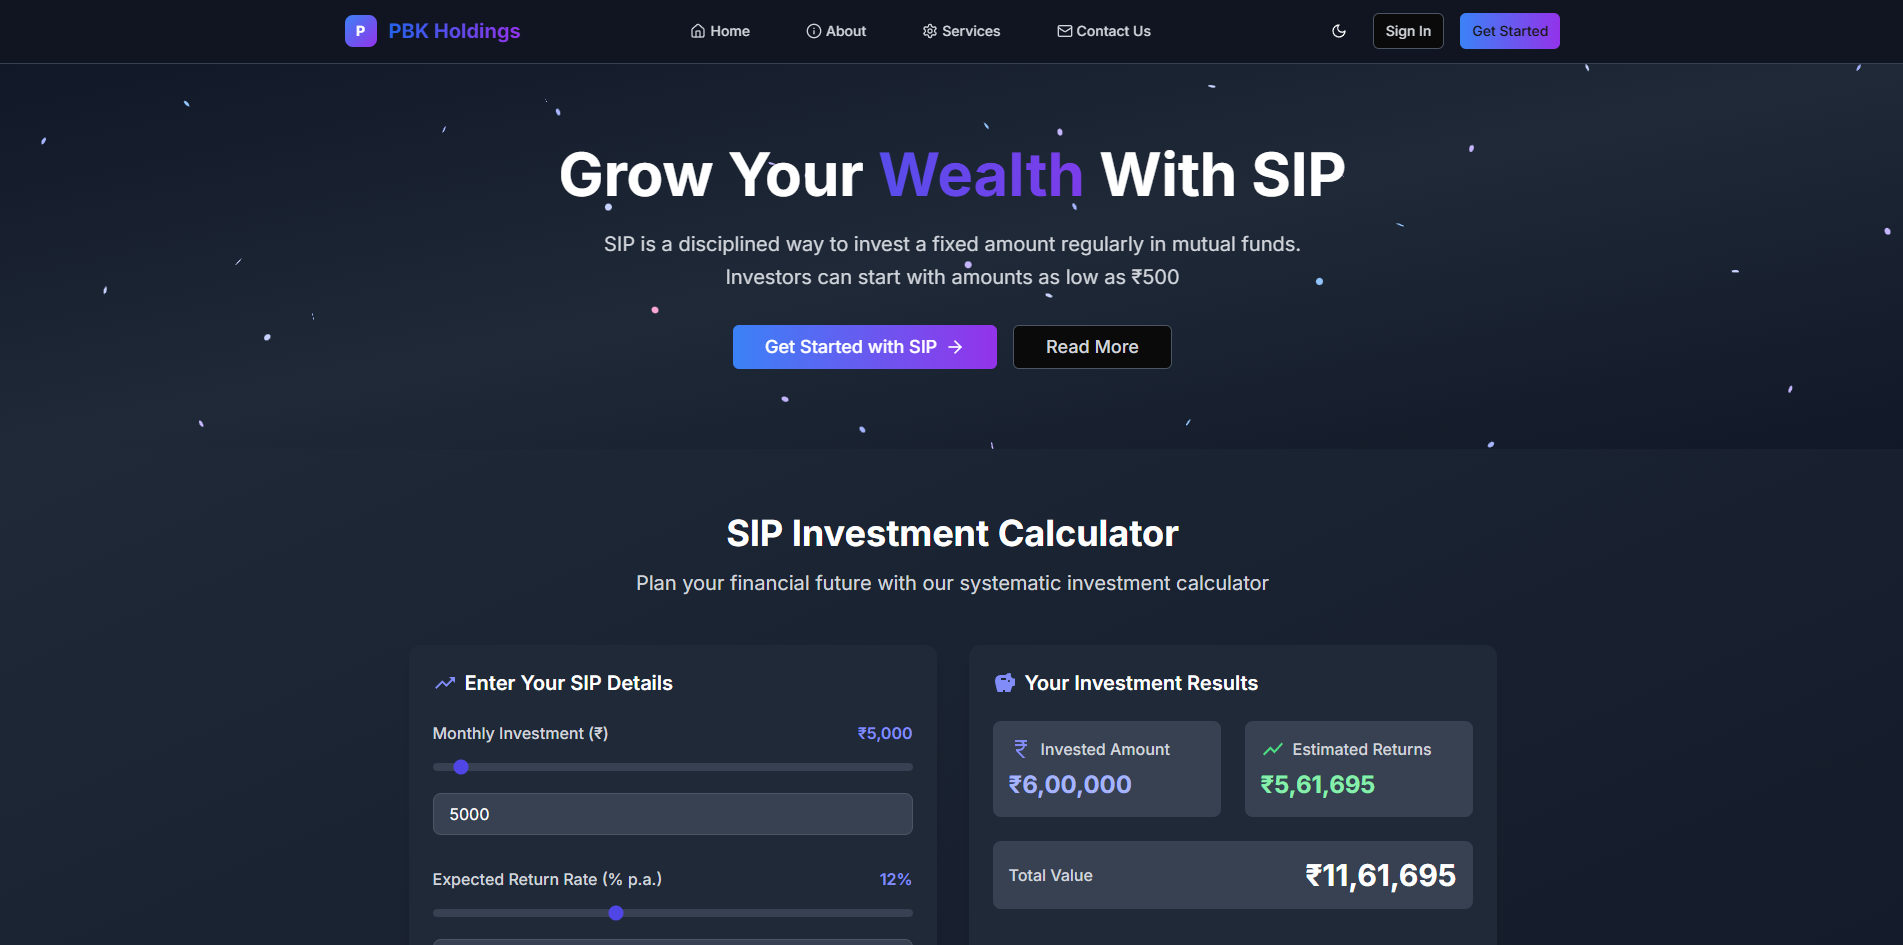 P PBK Holdings
Home
About
Services
Contact Us
Sign In
Get Started
Grow Your Wealth With SIP
SIP is a disciplined way to invest a fixed amount regularly in mutual funds.
Investors can start with amounts as low as ₹500
Get Started with SIP
Read More
SIP Investment Calculator
Plan your financial future with our systematic investment calculator
Enter Your SIP Details
Monthly Investment (₹) ₹5,000
5000
Expected Return Rate (% p.a.) 12%
Your Investment Results
₹ Invested Amount
₹6,00,000
Estimated Returns
₹5,61,695
Total Value ₹11,61,695